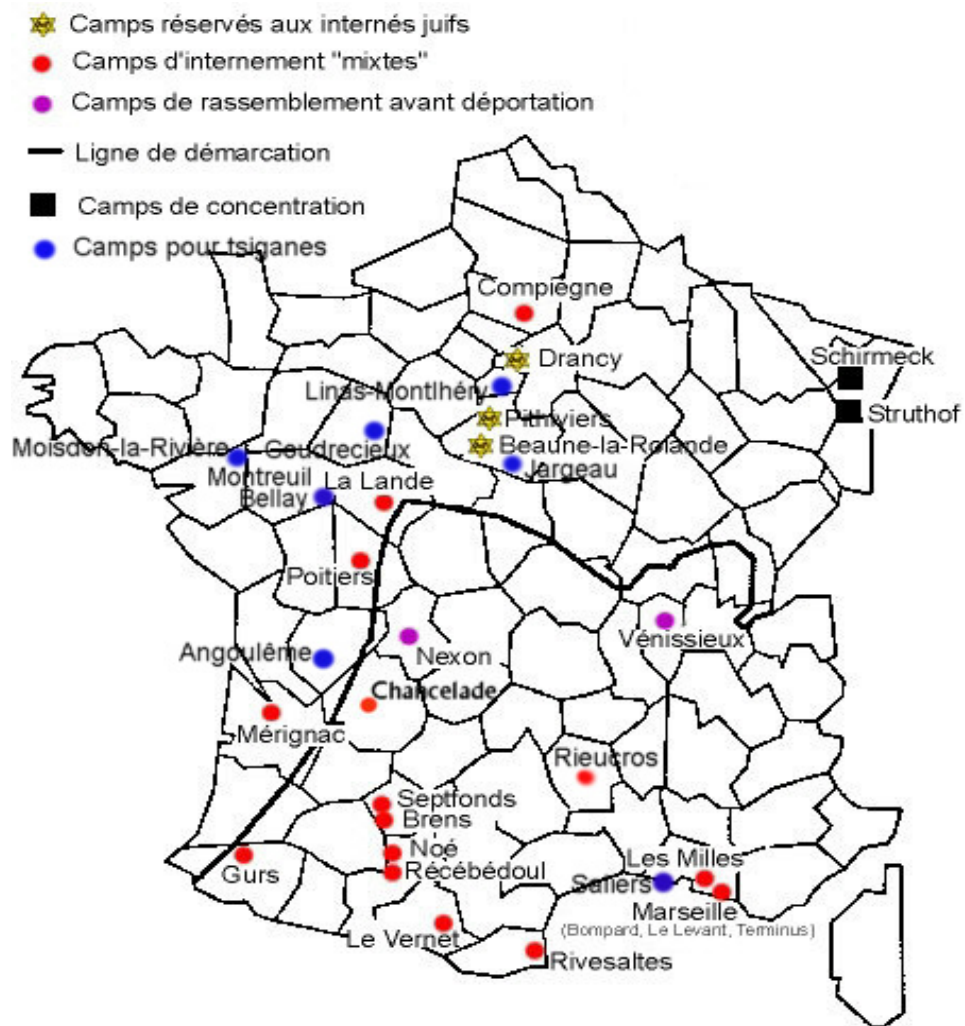 Camps réservés aux internés juifs
Camps d'internement "mixtes"
Camps de rassemblement avant déportation
Ligne de démarcation
Camps de concentration
Camps pour tsiganes
Compiègne
Drancy
Schirmeck
Linas-Montlhéry
Struthof
Pithiviers
Moisdon-la-Rivière
Coudrecieux
Beaune-la-Rolande
Jargeau
Montreuil
Bellay
La Lande
Poitiers
Vénissieux
Angoulême
Nexon
Chancelade
Mérignac
Rieucros
Septfonds
Brens
Noé
Gurs
Récébédoul
Les Milles
Saliers
Marseille
(Bompard, Le Levant, Terminus)
Le Vernet
Rivesaltes